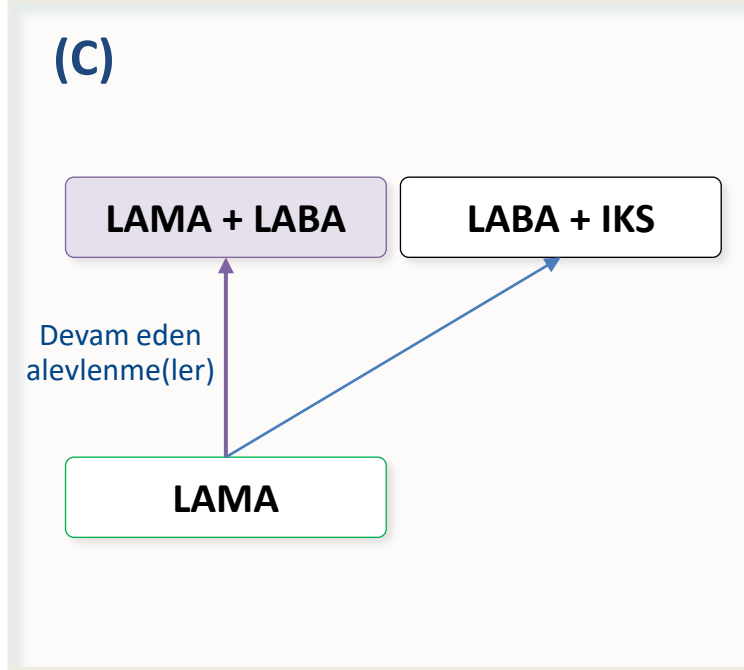 (C)
LAMA + LABA
LABA + IKS
Devam eden
alevlenme(ler)
LAMA